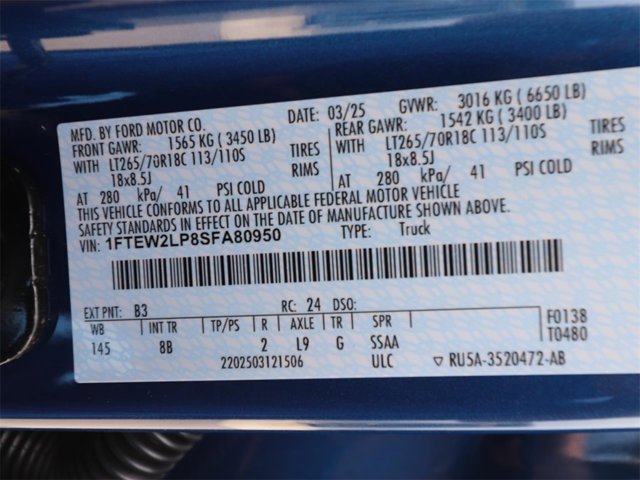 MFD. BY FORD MOTOR CO. DATE: 03/25 GVWR: 3016 KG ( 6650 LB)
FRONT GAWR: 1565 KG ( 3450 LB) REAR GAWR: 1542 KG ( 3400 LB)
WITH LT265/70R18C 113/110S TIRES WITH LT265/70R18C 113/110S TIRES
18x8.5J RIMS 18x8.5J RIMS
AT 280 kPa/ 41 PSI COLD AT 280 kPa/ 41 PSI COLD
THIS VEHICLE CONFORMS TO ALL APPLICABLE FEDERAL MOTOR VEHICLE
SAFETY STANDARDS IN EFFECT ON THE DATE OF MANUFACTURE SHOWN ABOVE.
VIN: 1FTEW2LP8SFA80950 TYPE: Truck
EXT PNT: B3 RC: 24 DSO: F0138
WB INT TR TP/PS R AXLE TR SPR T0480
145 8B 2 L9 G SSAA
2202503121506 ULC ▽ RU5A-3520472-AB